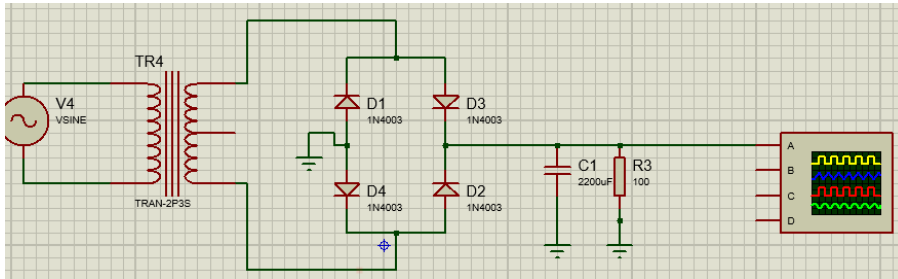 TR4
V4
VSINE
TRAN-2P3S
D1
1N4003
D3
1N4003
D4
1N4003
D2
1N4003
C1
2200uF
R3
100
A
B
C
D